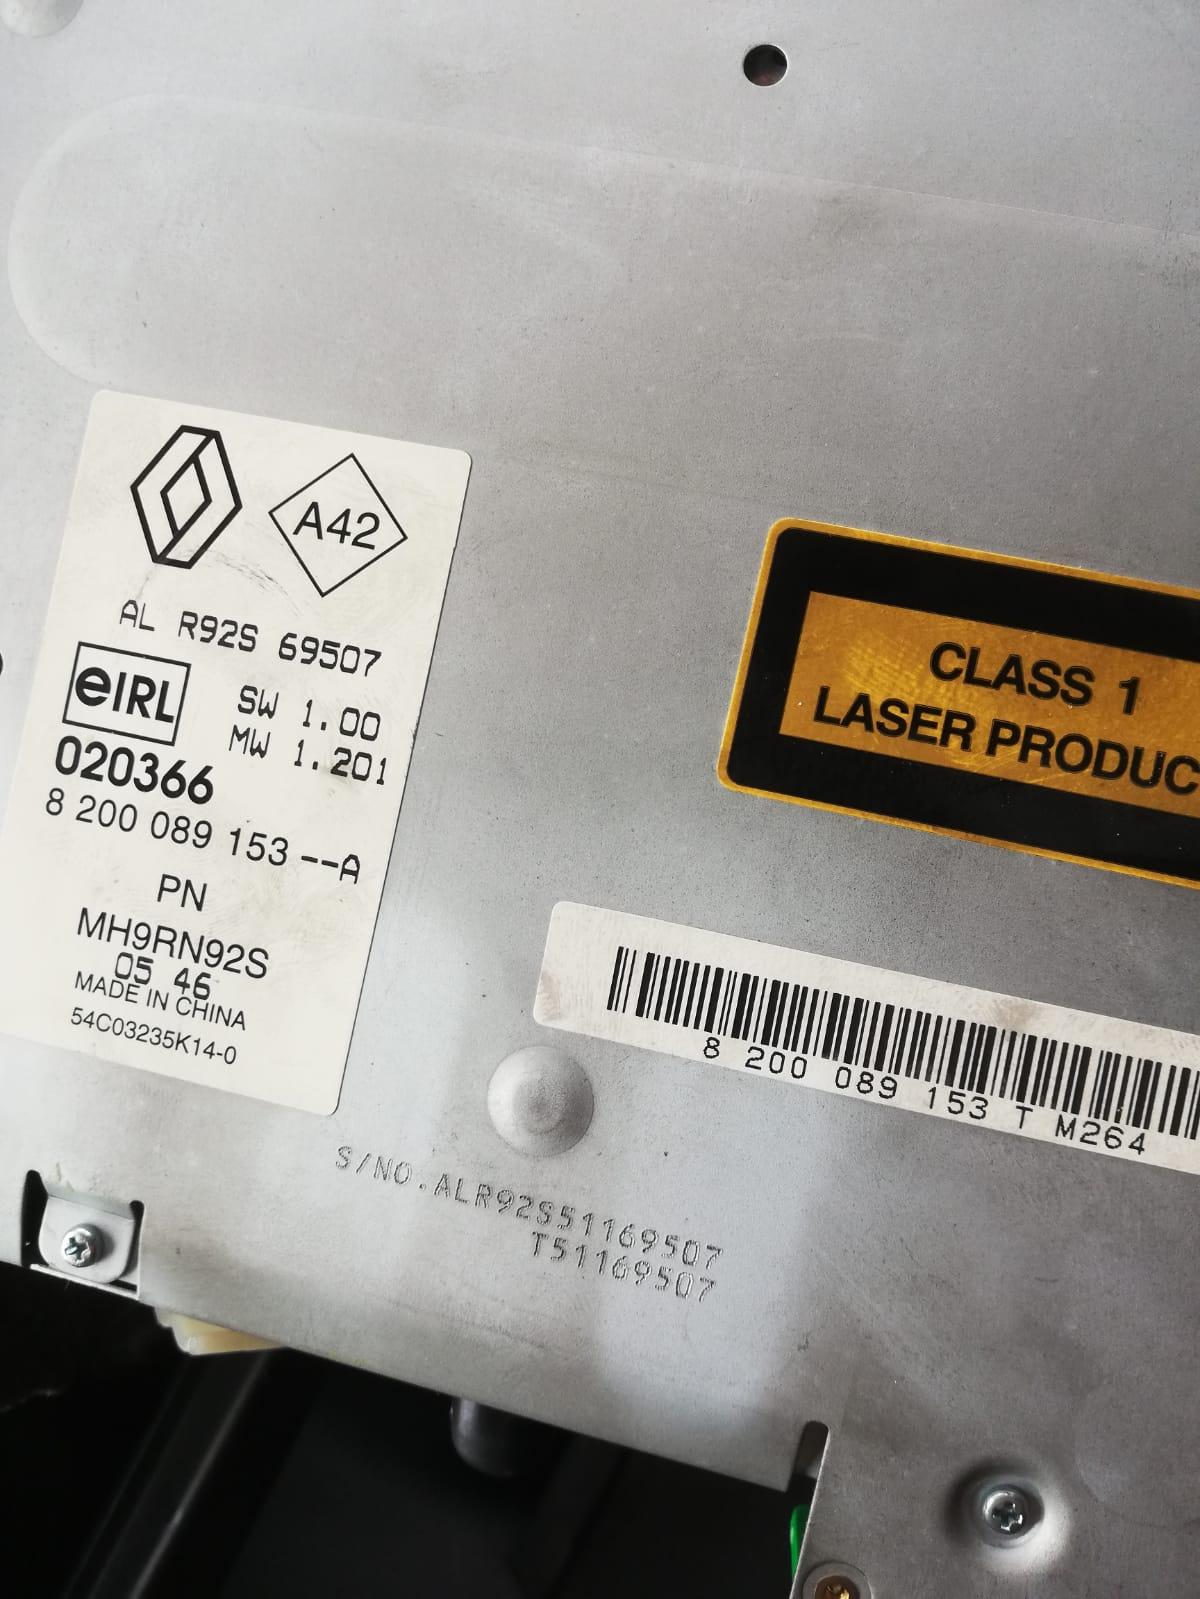 A42
AL R92S 69507
eIRL
SW 1.00
MW 1.201
020366
8 200 089 153 --A
PN
MH9RN92S
05 46
MADE IN CHINA
54C03235K14-0
CLASS 1
LASER PRODUC
8 200 089 153 T M264
S/NO.ALR92S51169507
T51169507